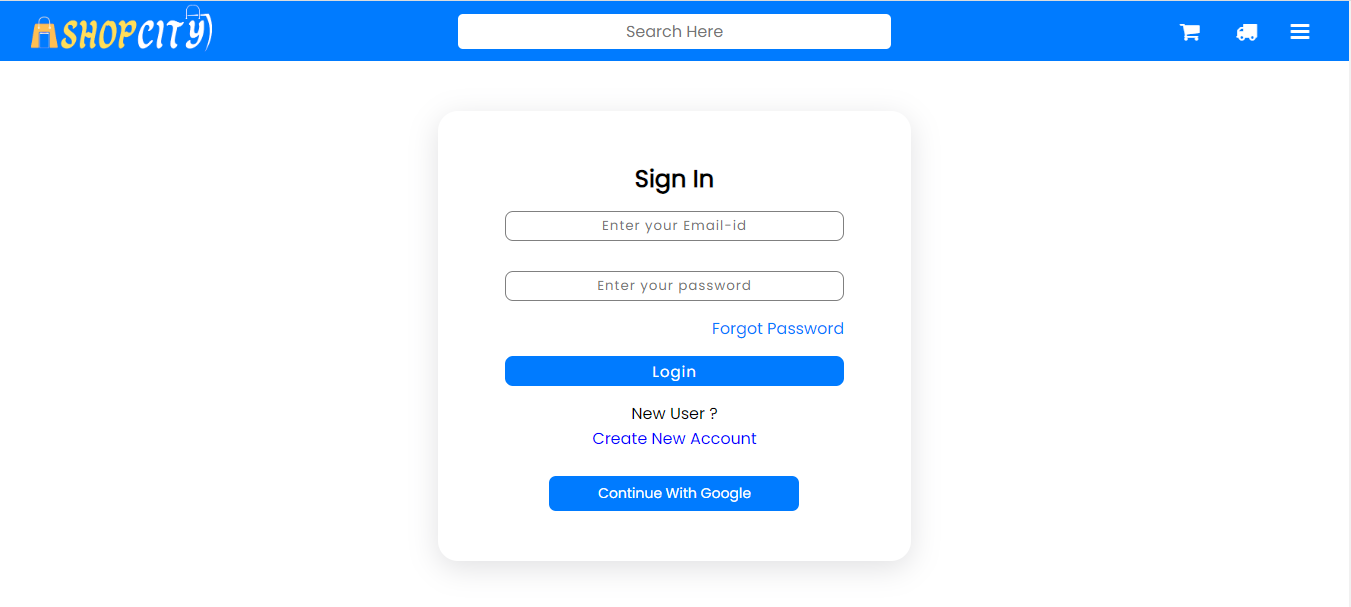 SHOPCITY
Search Here
Sign In
Enter your Email-id
Enter your password
Forgot Password
Login
New User ?
Create New Account
Continue With Google